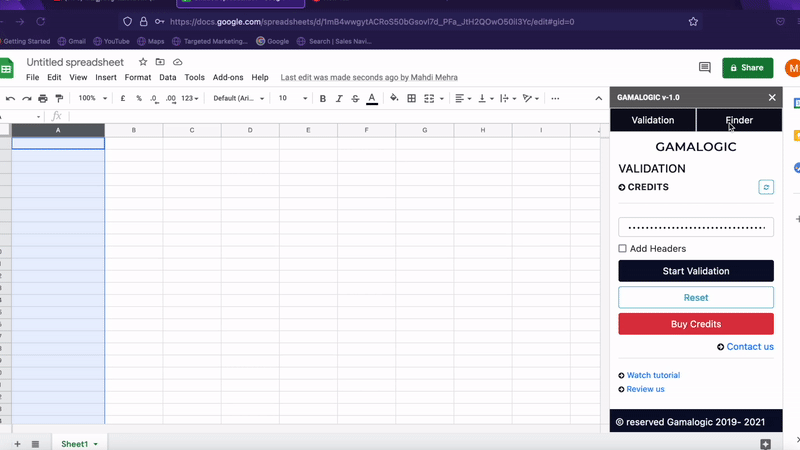 https://docs.google.com/spreadsheets/d/1mB4wwgytACRoS50bGsovl7d_PFa_JtH2QOwO50iI3Yc/edit#gid=0
Getting Started Gmail YouTube Maps Targeted Marketing... Google Search | Sales Navi...
Untitled spreadsheet
File Edit View Insert Format Data Tools Add-ons Help Last edit was made seconds ago by Mahdi Mehra
Share
100% £ % .0 .00 123 Default (Ari... 10 B I S A
fx
A B C D E F G H I
Sheet1
GAMALOGIC v-1.0
Validation Finder
GAMALOGIC
VALIDATION
CREDITS
Add Headers
Start Validation
Reset
Buy Credits
Contact us
Watch tutorial
Review us
© reserved Gamalogic 2019- 2021